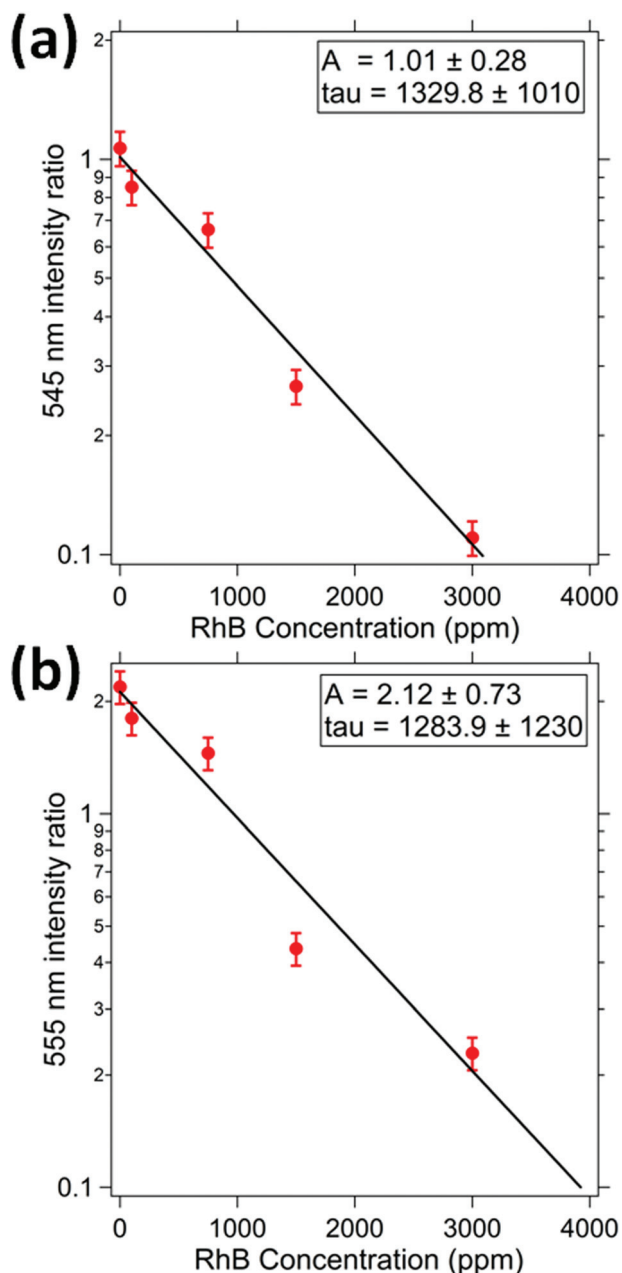 (a)
2
A = 1.01 ± 0.28
tau = 1329.8 ± 1010
1
9
8
7
6
5
4
3
2
0.1
545 nm intensity ratio
0 1000 2000 3000 4000
RhB Concentration (ppm)
(b)
2
A = 2.12 ± 0.73
tau = 1283.9 ± 1230
1
9
8
7
6
5
4
3
2
0.1
555 nm intensity ratio
0 1000 2000 3000 4000
RhB Concentration (ppm)